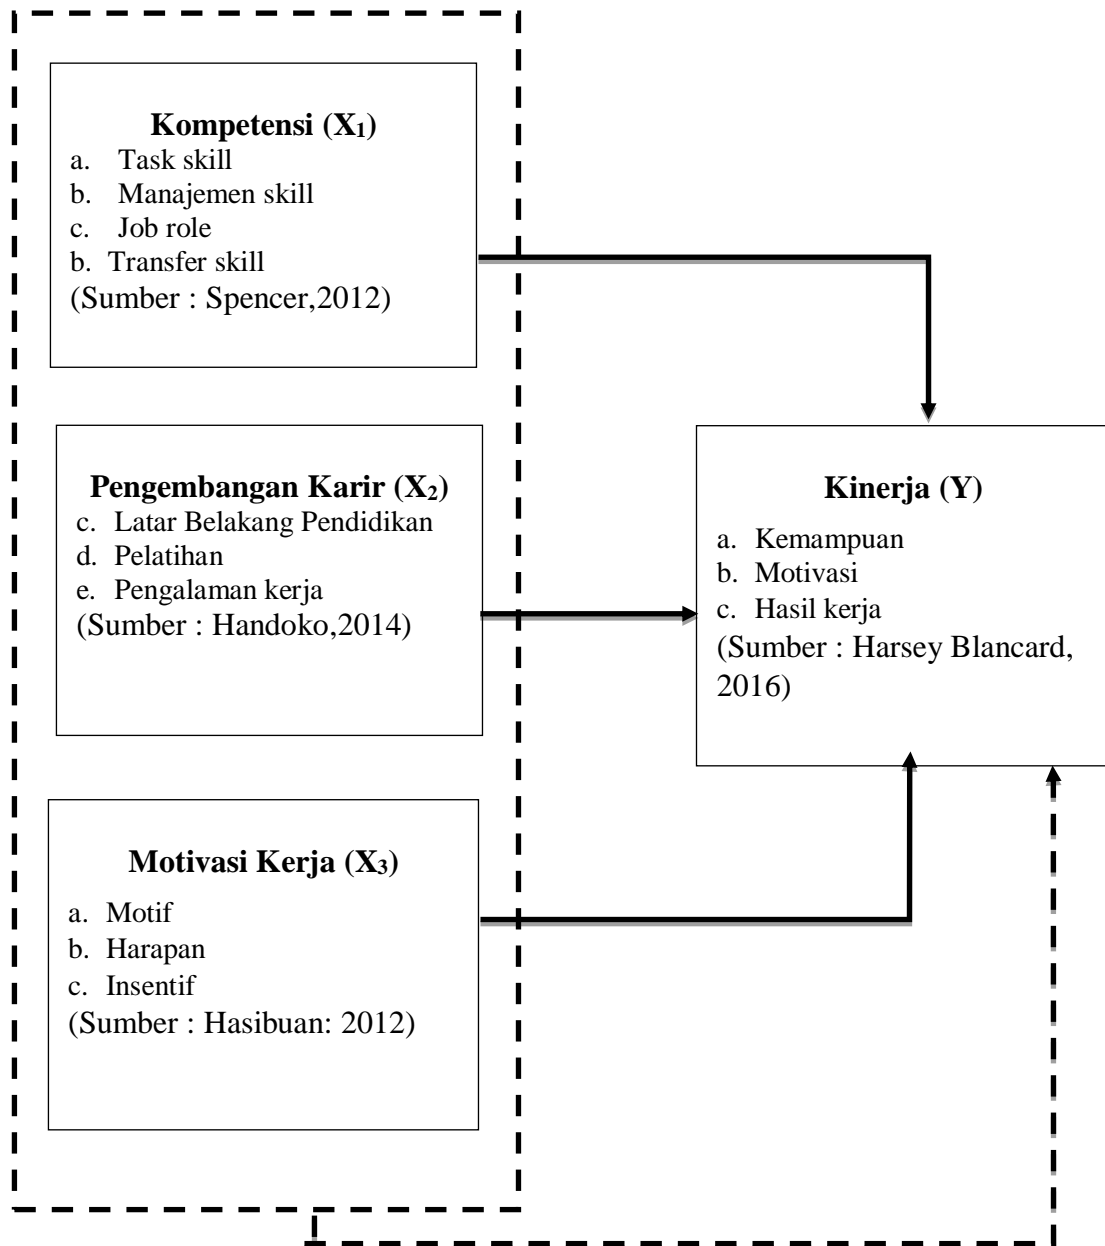 Kompetensi (X₁)
a. Task skill
b. Manajemen skill
c. Job role
b. Transfer skill
(Sumber : Spencer,2012)
Pengembangan Karir (X₂)
c. Latar Belakang Pendidikan
d. Pelatihan
e. Pengalaman kerja
(Sumber : Handoko,2014)
Motivasi Kerja (X₃)
a. Motif
b. Harapan
c. Insentif
(Sumber : Hasibuan: 2012)
Kinerja (Y)
a. Kemampuan
b. Motivasi
c. Hasil kerja
(Sumber : Harsey Blancard,
2016)